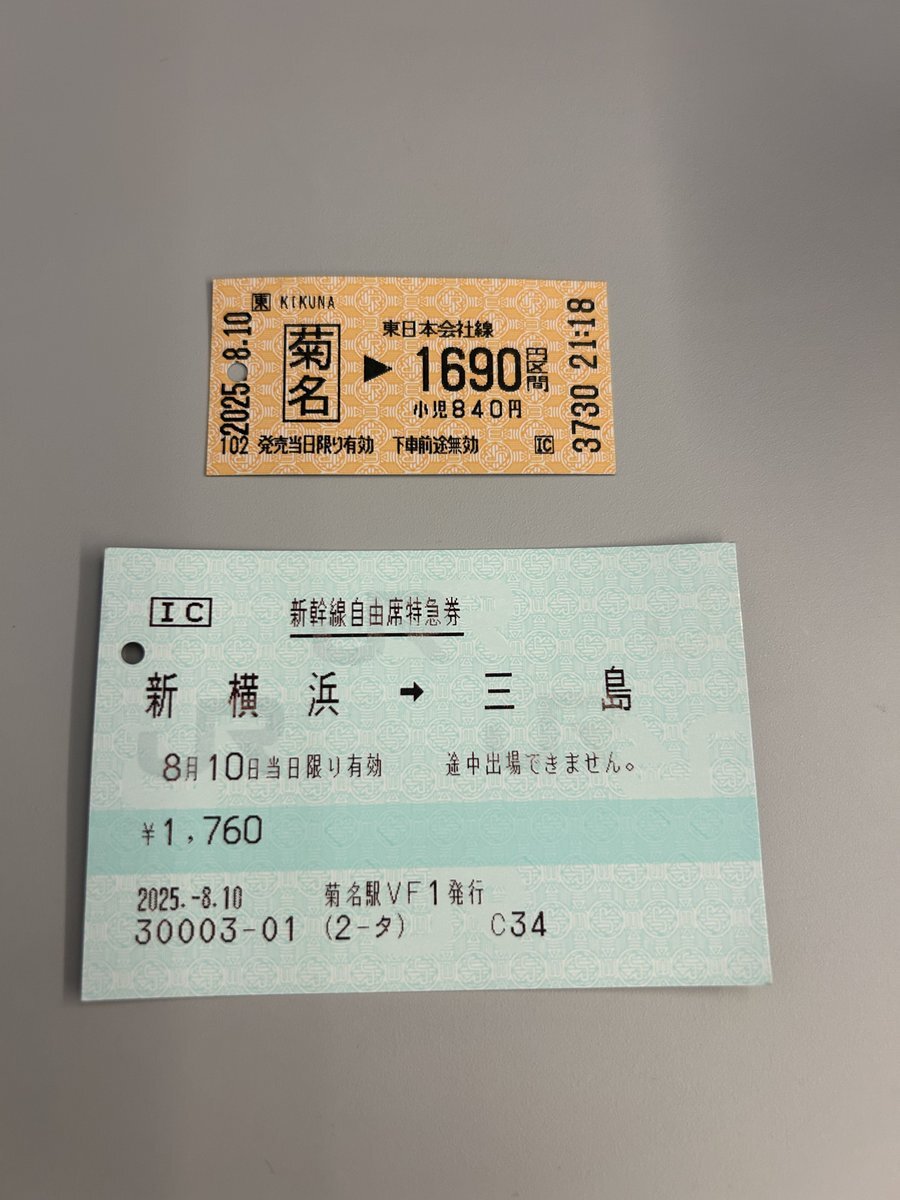 東 KIKUNA
東日本会社線
菊名 ▶ 1690円区間
小児840円
102 発売当日限り有効 下車前途無効 IC
2025.-8.10
3730 21:18
IC 新幹線自由席特急券
新横浜 → 三島
8月10日当日限り有効 途中出場できません。
¥1,760
2025.-8.10 菊名駅VF1発行
30003-01 (2-タ) C34